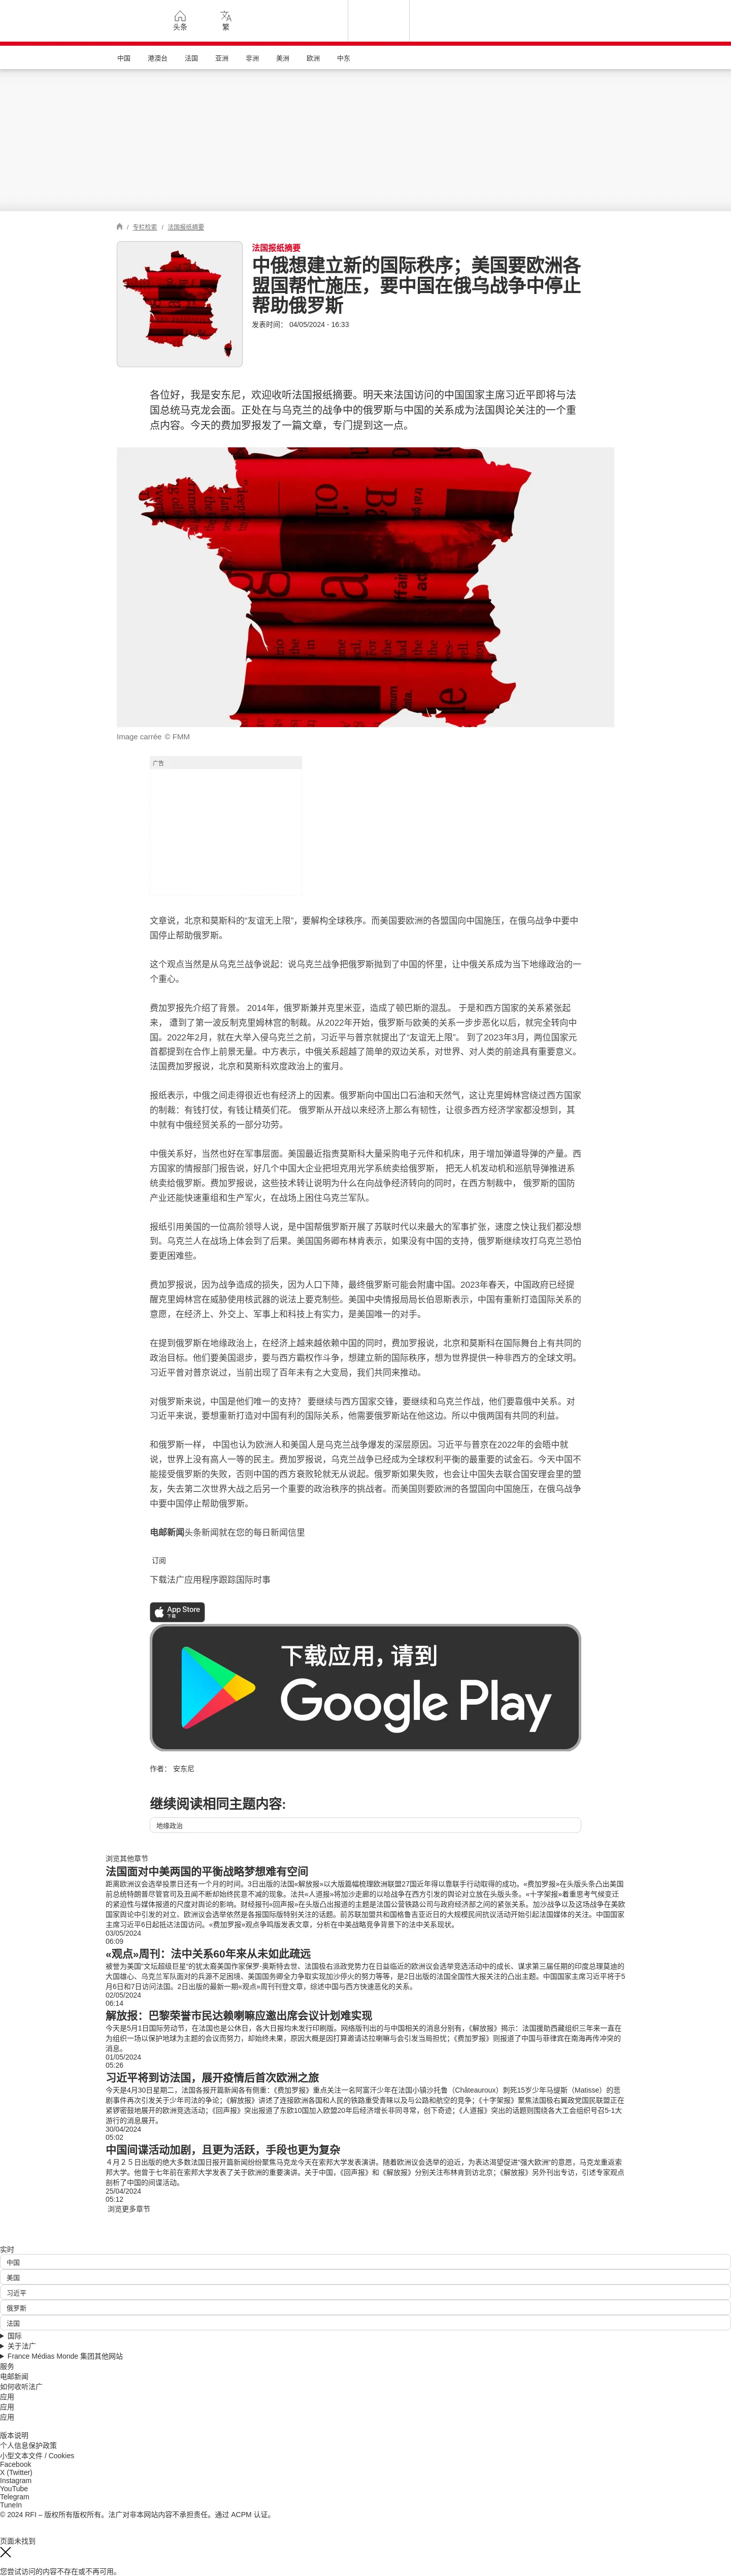 头条
繁
中国 港澳台 法国 亚洲 非洲 美洲 欧洲 中东
/ 专栏检索 / 法国报纸摘要
法国报纸摘要
中俄想建立新的国际秩序；美国要欧洲各
盟国帮忙施压，要中国在俄乌战争中停止
帮助俄罗斯
发表时间： 04/05/2024 - 16:33
各位好，我是安东尼，欢迎收听法国报纸摘要。明天来法国访问的中国国家主席习近平即将与法
国总统马克龙会面。正处在与乌克兰的战争中的俄罗斯与中国的关系成为法国舆论关注的一个重
点内容。今天的费加罗报发了一篇文章，专门提到这一点。
Image carrée © FMM
广告
文章说，北京和莫斯科的“友谊无上限”，要解构全球秩序。而美国要欧洲的各盟国向中国施压，在俄乌战争中要中
国停止帮助俄罗斯。
这个观点当然是从乌克兰战争说起：说乌克兰战争把俄罗斯抛到了中国的怀里，让中俄关系成为当下地缘政治的一
个重心。
费加罗报先介绍了背景。 2014年，俄罗斯兼并克里米亚，造成了顿巴斯的混乱。 于是和西方国家的关系紧张起
来， 遭到了第一波反制克里姆林宫的制裁。从2022年开始，俄罗斯与欧美的关系一步步恶化以后，就完全转向中
国。2022年2月，就在大举入侵乌克兰之前，习近平与普京就提出了“友谊无上限”。 到了2023年3月，两位国家元
首都提到在合作上前景无量。中方表示，中俄关系超越了简单的双边关系，对世界、对人类的前途具有重要意义。
法国费加罗报说，北京和莫斯科欢度政治上的蜜月。
报纸表示，中俄之间走得很近也有经济上的因素。俄罗斯向中国出口石油和天然气，这让克里姆林宫绕过西方国家
的制裁：有钱打仗，有钱让精英们花。 俄罗斯从开战以来经济上那么有韧性，让很多西方经济学家都没想到，其
中就有中俄经贸关系的一部分功劳。
中俄关系好，当然也好在军事层面。美国最近指责莫斯科大量采购电子元件和机床，用于增加弹道导弹的产量。西
方国家的情报部门报告说，好几个中国大企业把坦克用光学系统卖给俄罗斯， 把无人机发动机和巡航导弹推进系
统卖给俄罗斯。费加罗报说，这些技术转让说明为什么在向战争经济转向的同时，在西方制裁中， 俄罗斯的国防
产业还能快速重组和生产军火，在战场上困住乌克兰军队。
报纸引用美国的一位高阶领导人说，是中国帮俄罗斯开展了苏联时代以来最大的军事扩张，速度之快让我们都没想
到。乌克兰人在战场上体会到了后果。美国国务卿布林肯表示，如果没有中国的支持，俄罗斯继续攻打乌克兰恐怕
要更困难些。
费加罗报说，因为战争造成的损失，因为人口下降，最终俄罗斯可能会附庸中国。2023年春天，中国政府已经提
醒克里姆林宫在威胁使用核武器的说法上要克制些。美国中央情报局局长伯恩斯表示，中国有重新打造国际关系的
意愿，在经济上、外交上、军事上和科技上有实力，是美国唯一的对手。
在提到俄罗斯在地缘政治上，在经济上越来越依赖中国的同时，费加罗报说，北京和莫斯科在国际舞台上有共同的
政治目标。他们要美国退步，要与西方霸权作斗争，想建立新的国际秩序，想为世界提供一种非西方的全球文明。
习近平曾对普京说过，当前出现了百年未有之大变局，我们共同来推动。
对俄罗斯来说，中国是他们唯一的支持？ 要继续与西方国家交锋，要继续和乌克兰作战，他们要靠俄中关系。对
习近平来说，要想重新打造对中国有利的国际关系，他需要俄罗斯站在他这边。所以中俄两国有共同的利益。
和俄罗斯一样， 中国也认为欧洲人和美国人是乌克兰战争爆发的深层原因。习近平与普京在2022年的会晤中就
说，世界上没有高人一等的民主。费加罗报说，乌克兰战争已经成为全球权利平衡的最重要的试金石。今天中国不
能接受俄罗斯的失败，否则中国的西方衰败轮就无从说起。俄罗斯如果失败，也会让中国失去联合国安理会里的盟
友，失去第二次世界大战之后另一个重要的政治秩序的挑战者。而美国则要欧洲的各盟国向中国施压，在俄乌战争
中要中国停止帮助俄罗斯。
电邮新闻头条新闻就在您的每日新闻信里
订阅
下载法广应用程序跟踪国际时事
App Store
下载
下载应用，请到
Google Play
作者： 安东尼
继续阅读相同主题内容:
地缘政治
浏览其他章节
法国面对中美两国的平衡战略梦想难有空间
距离欧洲议会选举投票日还有一个月的时间。3日出版的法国«解放报»以大版篇幅梳理欧洲联盟27国近年得以靠联手行动取得的成功。«费加罗报»在头版头条凸出美国
前总统特朗普尽管官司及丑闻不断却始终民意不减的现象。法共«人道报»将加沙走廊的以哈战争在西方引发的舆论对立放在头版头条。«十字架报»着重思考气候变迁
的紧迫性与媒体报道的尺度对舆论的影响。财经报刊«回声报»在头版凸出报道的主题是法国公营铁路公司与政府经济部之间的紧张关系。加沙战争以及这场战争在美欧
国家舆论中引发的对立、欧洲议会选举依然是各报国际版特别关注的话题。前苏联加盟共和国格鲁吉亚近日的大规模民间抗议活动开始引起法国媒体的关注。中国国家
主席习近平6日起抵达法国访问。«费加罗报»观点争鸣版发表文章，分析在中美战略竞争背景下的法中关系现状。
03/05/2024
06:09
«观点»周刊：法中关系60年来从未如此疏远
被誉为美国“文坛超级巨星”的犹太裔美国作家保罗·奥斯特去世、法国极右派政党势力在日益临近的欧洲议会选举竞选活动中的成长、谋求第三届任期的印度总理莫迪的
大国雄心、乌克兰军队面对的兵源不足困境、美国国务卿全力争取实现加沙停火的努力等等，是2日出版的法国全国性大报关注的凸出主题。中国国家主席习近平将于5
月6日和7日访问法国。2日出版的最新一期«观点»周刊刊登文章，综述中国与西方快速恶化的关系。
02/05/2024
06:14
解放报：巴黎荣誉市民达赖喇嘛应邀出席会议计划难实现
今天是5月1日国际劳动节，在法国也是公休日，各大日报均未发行印刷版。网络版刊出的与中国相关的消息分别有，《解放报》揭示：法国援助西藏组织三年来一直在
为组织一场以保护地球为主题的会议而努力，却始终未果，原因大概是因打算邀请达拉喇嘛与会引发当局担忧；《费加罗报》则报道了中国与菲律宾在南海再传冲突的
消息。
01/05/2024
05:26
习近平将到访法国，展开疫情后首次欧洲之旅
今天是4月30日星期二，法国各报开篇新闻各有侧重：《费加罗报》重点关注一名阿富汗少年在法国小镇沙托鲁（Châteauroux）刺死15岁少年马缇斯（Matisse）的悲
剧事件再次引发关于少年司法的争论；《解放报》讲述了连接欧洲各国和人民的铁路重受青睐以及与公路和航空的竞争；《十字架报》聚焦法国极右翼政党国民联盟正在
紧锣密鼓地展开的欧洲竞选活动；《回声报》突出报道了东欧10国加入欧盟20年后经济增长非同寻常，创下奇迹；《人道报》突出的话题则围绕各大工会组织号召5-1大
游行的消息展开。
30/04/2024
05:02
中国间谍活动加剧，且更为活跃，手段也更为复杂
４月２５日出版的绝大多数法国日报开篇新闻纷纷聚焦马克龙今天在索邦大学发表演讲。随着欧洲议会选举的迫近，为表达渴望促进“强大欧洲”的意愿，马克龙重返索
邦大学。他曾于七年前在索邦大学发表了关于欧洲的重要演讲。关于中国，《回声报》和《解放报》分别关注布林肯到访北京；《解放报》另外刊出专访，引述专家观点
剖析了中国的间谍活动。
25/04/2024
05:12
浏览更多章节
实时
中国
美国
习近平
俄罗斯
法国
国际
关于法广
France Médias Monde 集团其他网站
服务
电邮新闻
如何收听法广
应用
应用
应用
版本说明
个人信息保护政策
小型文本文件 / Cookies
Facebook
X (Twitter)
Instagram
YouTube
Telegram
TuneIn
© 2024 RFI – 版权所有版权所有。法广对非本网站内容不承担责任。通过 ACPM 认证。
页面未找到
您尝试访问的内容不存在或不再可用。